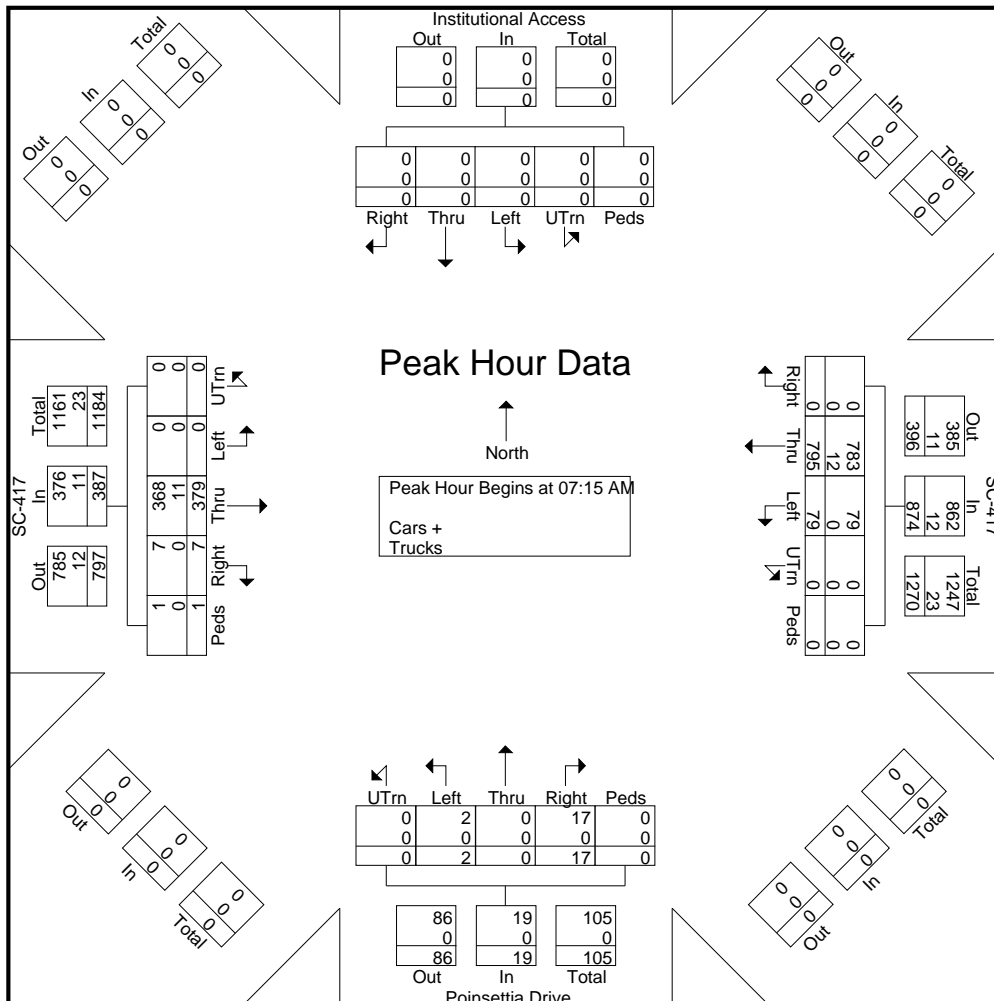 Institutional Access
Out In Total
0 0 0
0 0 0
0 0 0
0 0 0 0 0
0 0 0 0 0
0 0 0 0 0
Right Thru Left UTrn Peds
Total
0
0
0
In
0
0
0
Out
0
0
0
Out
0
0
0
In
0
0
0
Total
0
0
0
Peak Hour Data
North
Peak Hour Begins at 07:15 AM
Cars +
Trucks
SC-417
Total
1161
23
1184
In
376
11
387
Out
785
12
797
UTrn
0
0
0
Left
0
0
0
Thru
368
11
379
Right
7
0
7
Peds
1
0
1
Right
0
0
0
Thru
783
12
795
Left
79
0
79
UTrn
0
0
0
Peds
0
0
0
SC-417
Out
385
11
396
In
862
12
874
Total
1247
23
1270
UTrn Left Thru Right Peds
0 2 0 17 0
0 0 0 0 0
0 2 0 17 0
86 19 105
0 0 0
86 19 105
Out In Total
Poinsettia Drive
Out
0
0
0
In
0
0
0
Total
0
0
0
Total
0
0
0
In
0
0
0
Out
0
0
0